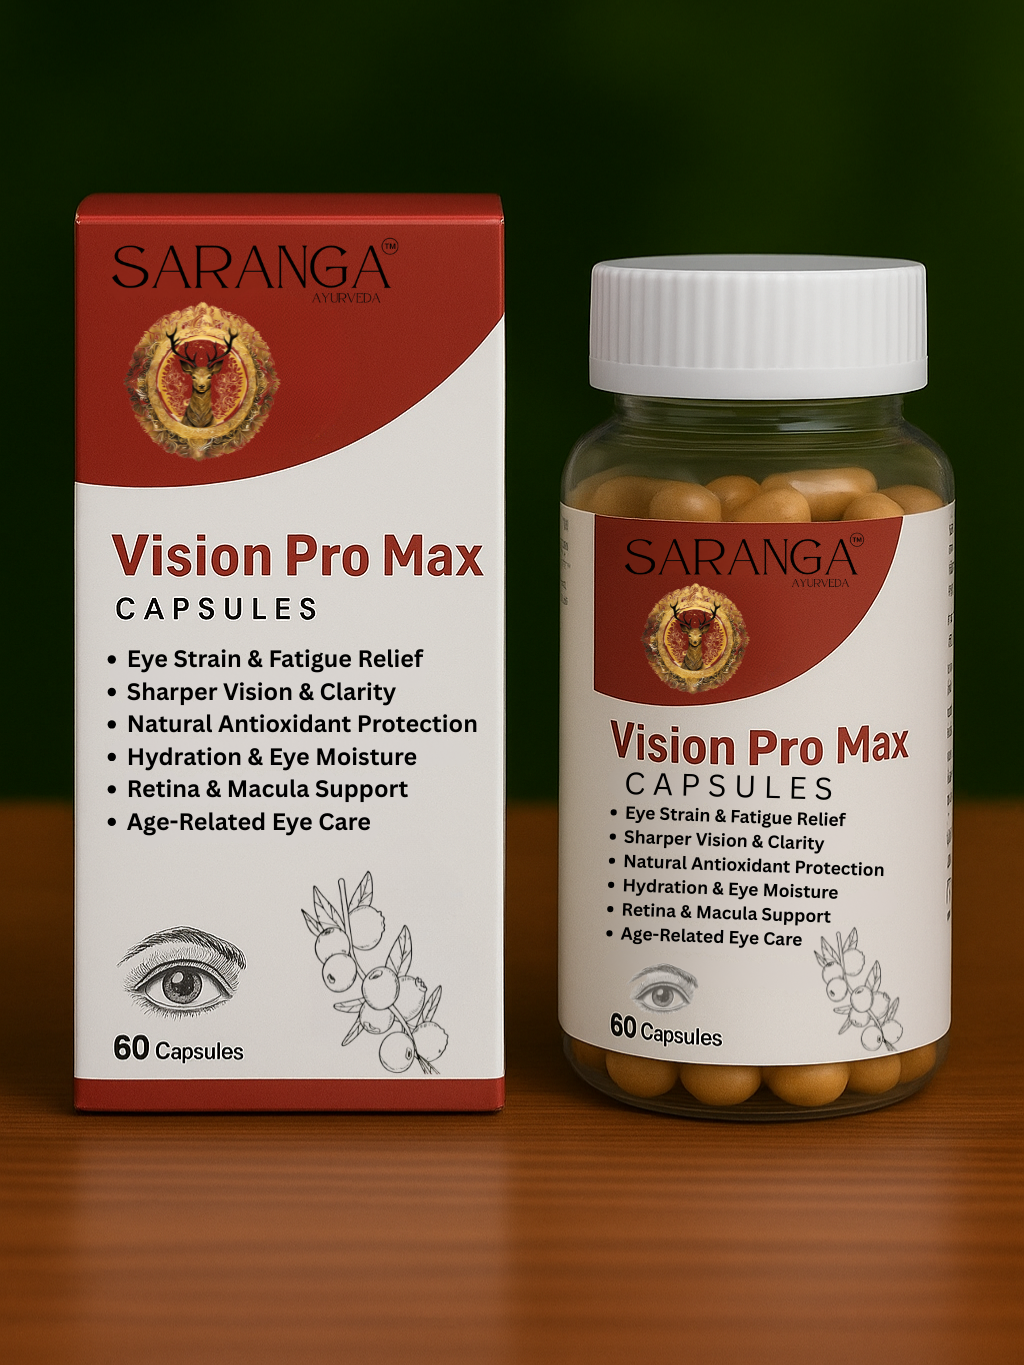 SARANGA™
AYURVEDA
Vision Pro Max
CAPSULES
• Eye Strain & Fatigue Relief
• Sharper Vision & Clarity
• Natural Antioxidant Protection
• Hydration & Eye Moisture
• Retina & Macula Support
• Age-Related Eye Care
60 Capsules
SARANGA™
AYURVEDA
Vision Pro Max
CAPSULES
• Eye Strain & Fatigue Relief
• Sharper Vision & Clarity
• Natural Antioxidant Protection
• Hydration & Eye Moisture
• Retina & Macula Support
• Age-Related Eye Care
60 Capsules